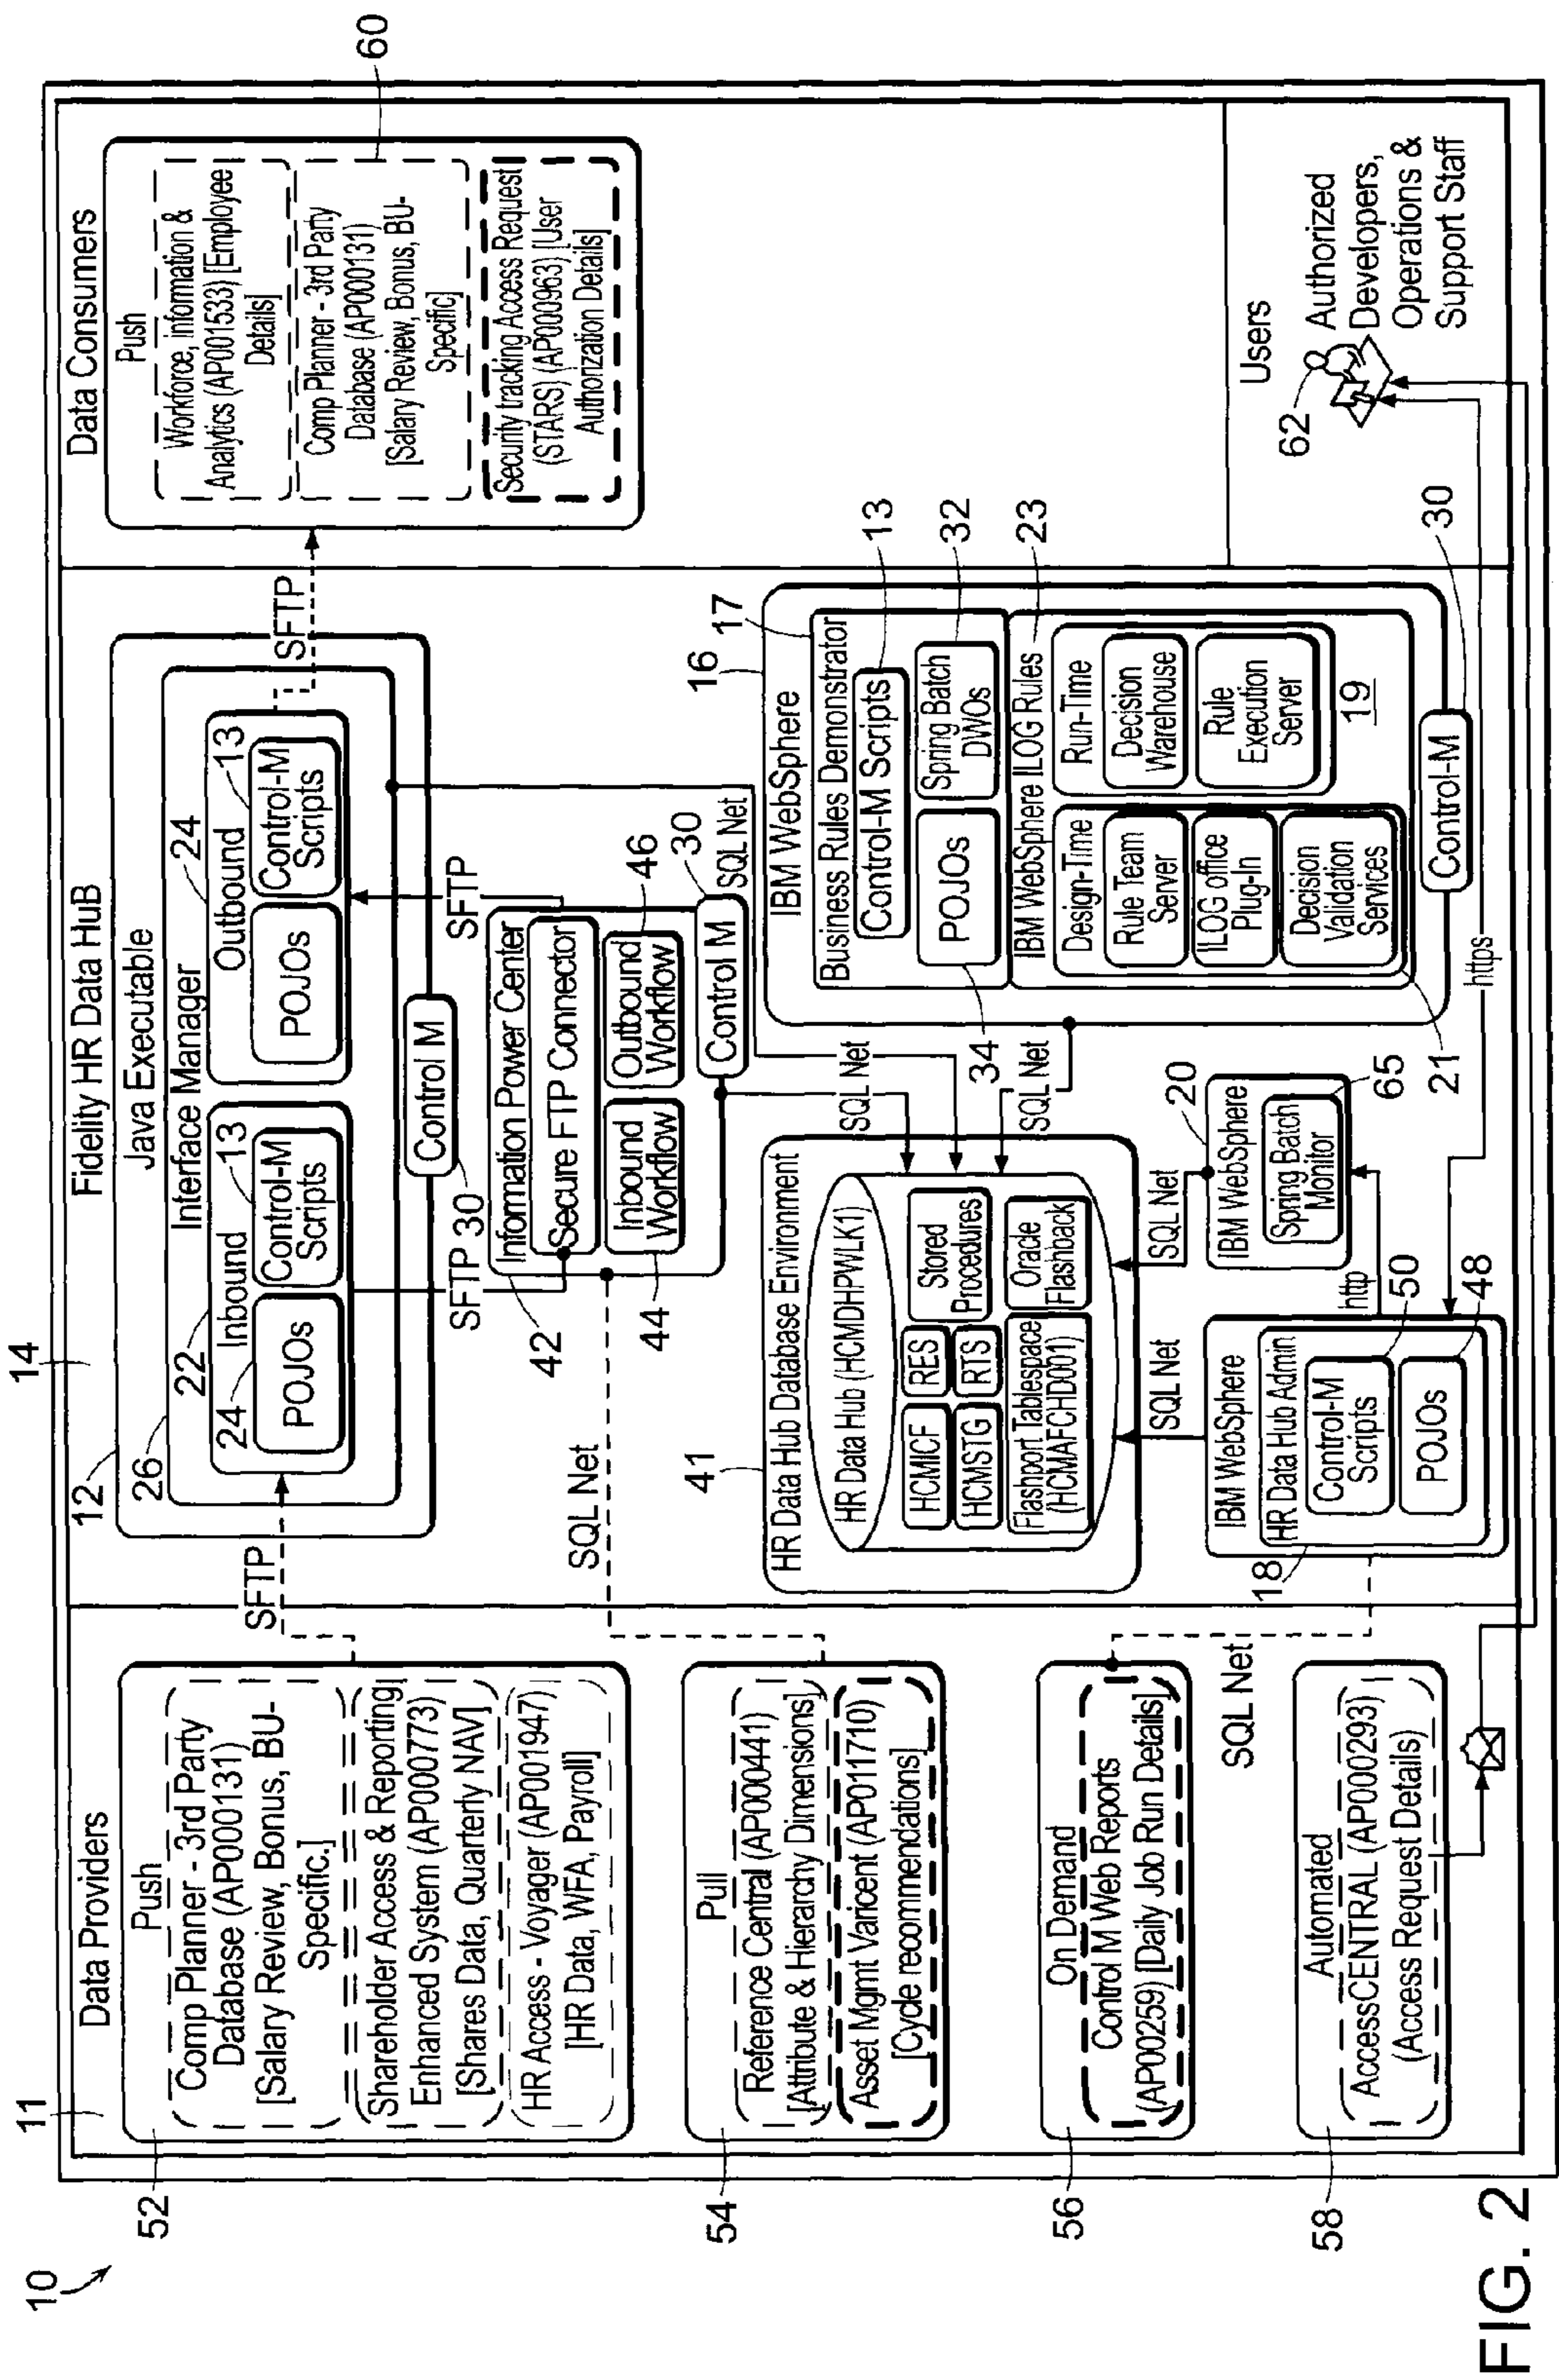 10
11
14
Data Providers
52
Push
Comp Planner - 3rd Party
Database (AP000131)
[Salary Review, Bonus, BU-
Specific.]
Shareholder Access & Reporting
Enhanced System (AP000773)
[Shares Data, Quarterly NAV]
HR Access - Voyager (AP001947)
[HR Data, WFA, Payroll]
54
Pull
Reference Central (AP000441)
[Attribute & Hierarchy Dimensions]
Asset Mgmt Varicent (AP011710)
[Cycle recommendations]
56
On Demand
Control M Web Reports
(AP000259) [Daily Job Run Details]
58
Automated
AccessCENTRAL (AP000293)
(Access Request Details)
SFTP
SQL Net
SQL Net
Fidelity HR Data HuB
12
Java Executable
26
Interface Manager
22
Inbound
24
POJOs
13
Control-M
Scripts
24
Outbound
POJOs
13
Control-M
Scripts
Control M
30
SFTP
SFTP
SFTP
42
Information Power Center
Secure FTP Connector
44
Inbound
Workflow
Outbound
Workflow
46
Control M
30
SQL Net
SQL Net
SQL Net
41
HR Data Hub Database Environment
HR Data Hub (HCMDHPWLK1)
HCMICF
RES
HCMSTG
RTS
Stored
Procedures
Flashport Tablespace
(HCMAFCHD001)
Oracle
Flashback
SQL Net
SQL Net
18
IBM WebSphere
HR Data Hub Admin
Control-M
Scripts
50
POJOs
48
http
20
IBM WebSphere
Spring Batch
Monitor
65
16
17
IBM WebSphere
Business Rules Demonstrator
Control-M Scripts
13
POJOs
34
Spring Batch
DWOs
32
IBM WebSphere ILOG Rules
23
Design-Time
Rule Team
Server
ILOG office
Plug-In
Decision
Validation
Services
21
Run-Time
Decision
Warehouse
Rule
Execution
Server
19
Control-M
30
https
Data Consumers
Push
Workforce, information &
Analytics (AP001533) [Employee
Details]
Comp Planner - 3rd Party
Database (AP000131)
[Salary Review, Bonus, BU-
Specific]
60
Security tracking Access Request
(STARS) (AP000963) [User
Authorization Details]
Users
62
Authorized
Developers,
Operations &
Support Staff
FIG. 2